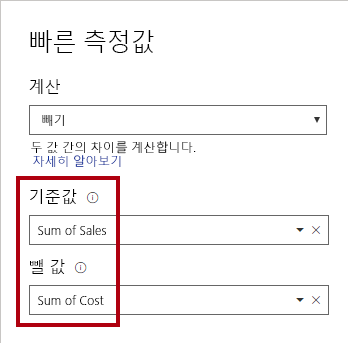 빠른 측정값
계산
빼기
두 값 간의 차이를 계산합니다.
자세히 알아보기
기준값
Sum of Sales
뺄 값
Sum of Cost